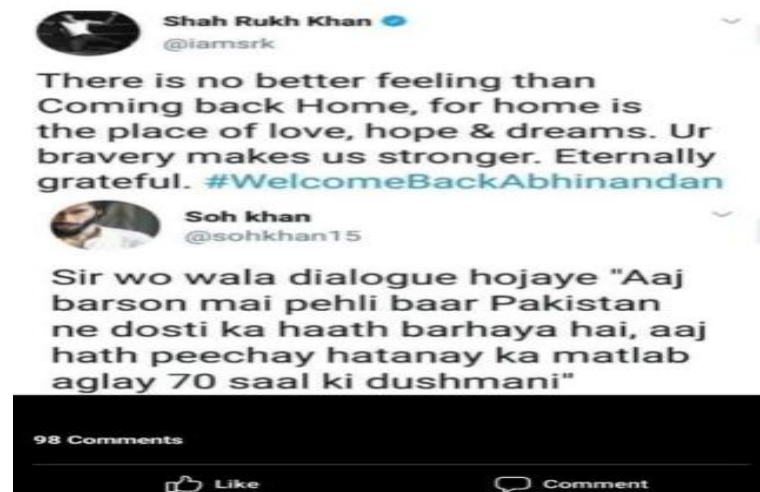 Shah Rukh Khan
@iamsrk
There is no better feeling than
Coming back Home, for home is
the place of love, hope & dreams. Ur
bravery makes us stronger. Eternally
grateful. #WelcomeBackAbhinandan
Soh khan
@sohkhan15
Sir wo wala dialogue hojaye "Aaj
barson mai pehli baar Pakistan
ne dosti ka haath barhaya hai, aaj
hath peechay hatanay ka matlab
aglay 70 saal ki dushmani"
98 Comments
Like Comment